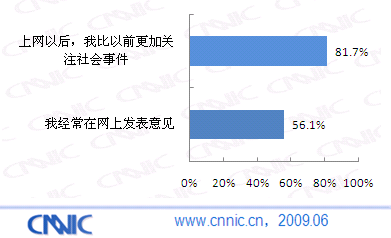 上网以后，我比以前更加关
注社会事件
81.7%
我经常在网上发表意见
56.1%
0% 20% 40% 60% 80% 100%
CNNIC www.cnnic.cn，2009.06